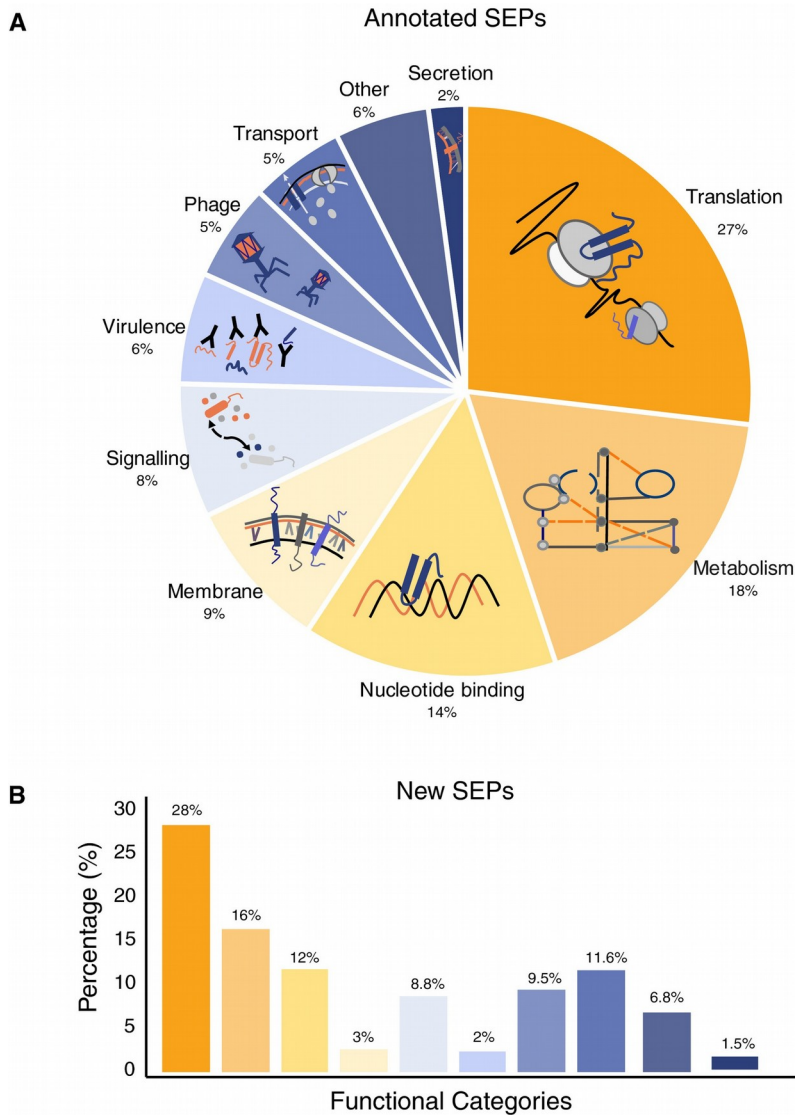 A
Annotated SEPs
Secretion
2%
Other
6%
Transport
5%
Phage
5%
Virulence
6%
Signalling
8%
Membrane
9%
Nucleotide binding
14%
Metabolism
18%
Translation
27%
B
New SEPs
Percentage (%)
30
25
20
15
10
5
0
28%
16%
12%
3%
8.8%
2%
9.5%
11.6%
6.8%
1.5%
Functional Categories